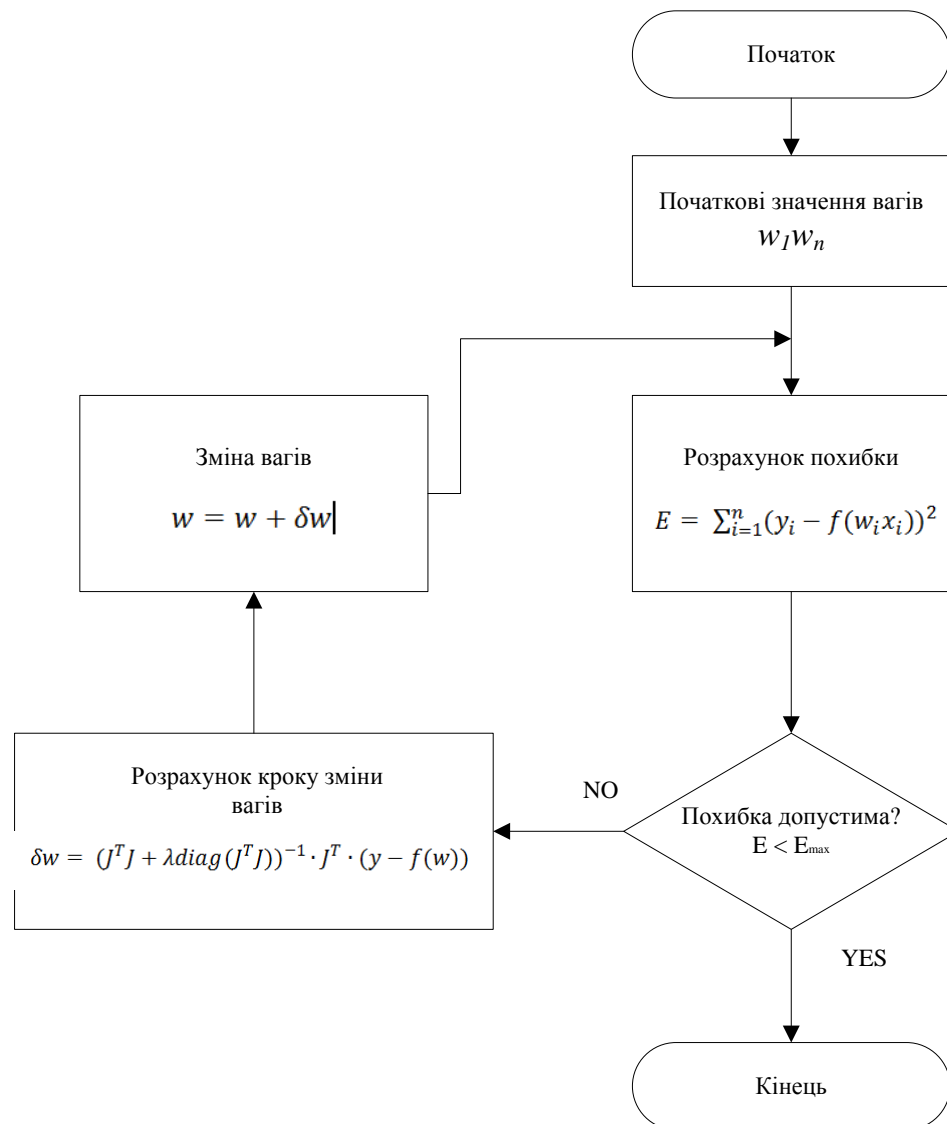 Початок
Початкові значення вагів
w₁wₙ
Зміна вагів
w = w + δw|
Розрахунок похибки
E = ∑ⁿᵢ₌₁(yᵢ − f(wᵢxᵢ))²
Розрахунок кроку зміни
вагів
δw = (JᵀJ + λdiag(JᵀJ))⁻¹ · Jᵀ · (y − f(w))
NO
Похибка допустима?
E < Eₘₐₓ
YES
Кінець